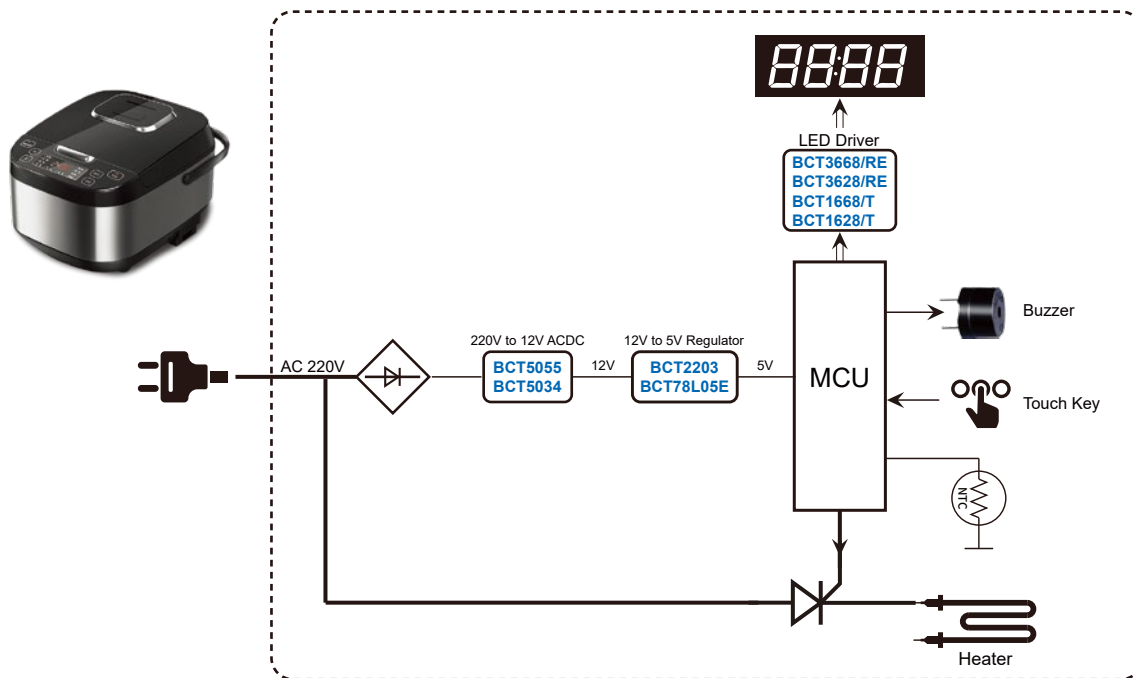 88:88
LED Driver
BCT3668/RE
BCT3628/RE
BCT1668/T
BCT1628/T
Buzzer
220V to 12V ACDC
12V to 5V Regulator
AC 220V
BCT5055
BCT5034
12V
BCT2203
BCT78L05E
5V
MCU
Touch Key
NTC
Heater